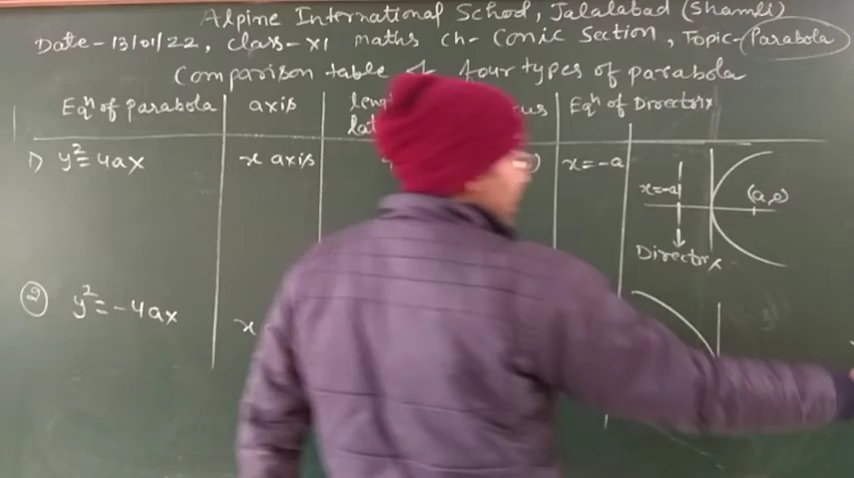 Alpine International School, Jalalabad (Shamli)
Date-13/01/22, Class-XI maths Ch- Conic Section, Topic-Parabola
Comparison table of four types of parabola
Eqⁿ of Parabola axis Eqⁿ of Directrix
1) y²=4ax x axis x=-a
x=-a (a,0)
Directrix
② y²=-4ax x